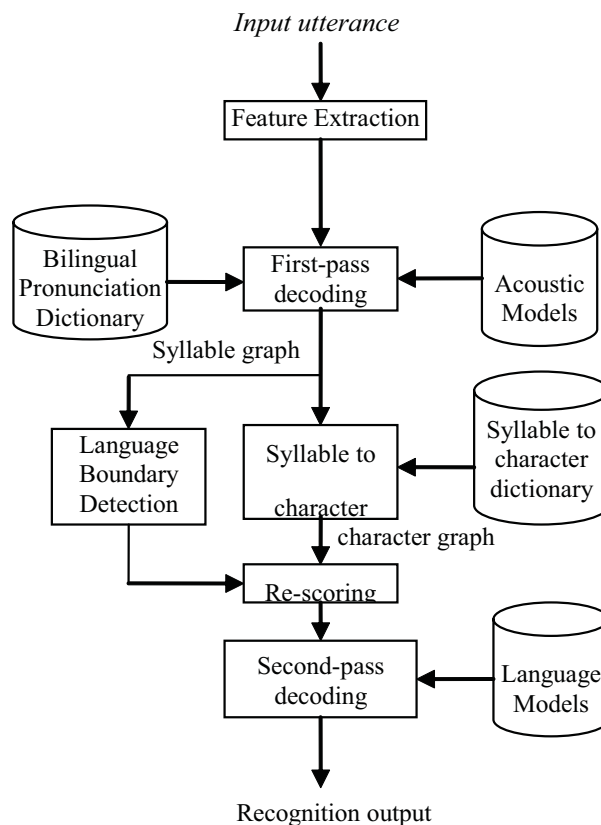 Input utterance
Feature Extraction
Bilingual
Pronunciation
Dictionary
First-pass
decoding
Acoustic
Models
Syllable graph
Language
Boundary
Detection
Syllable to
character
Syllable to
character
dictionary
character graph
Re-scoring
Second-pass
decoding
Language
Models
Recognition output